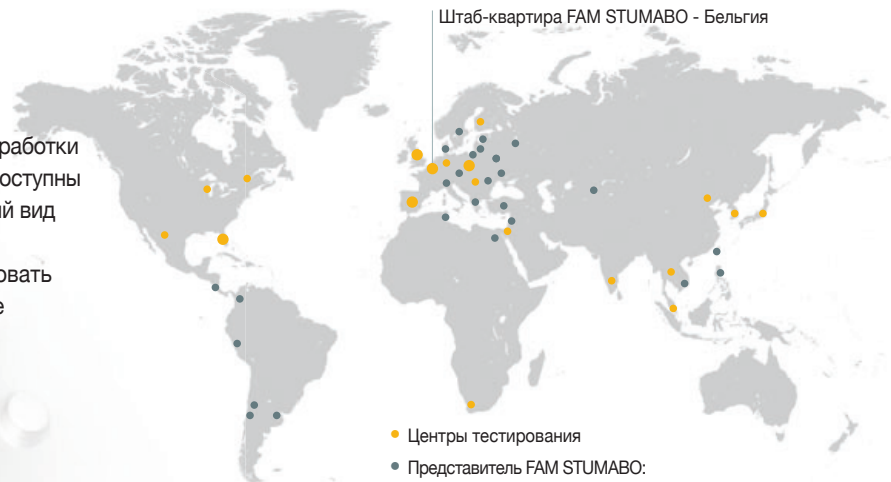 Штаб-квартира FAM STUMABO - Бельгия
работки
оступны
й вид
овать
е
Центры тестирования
Представитель FAM STUMABO: